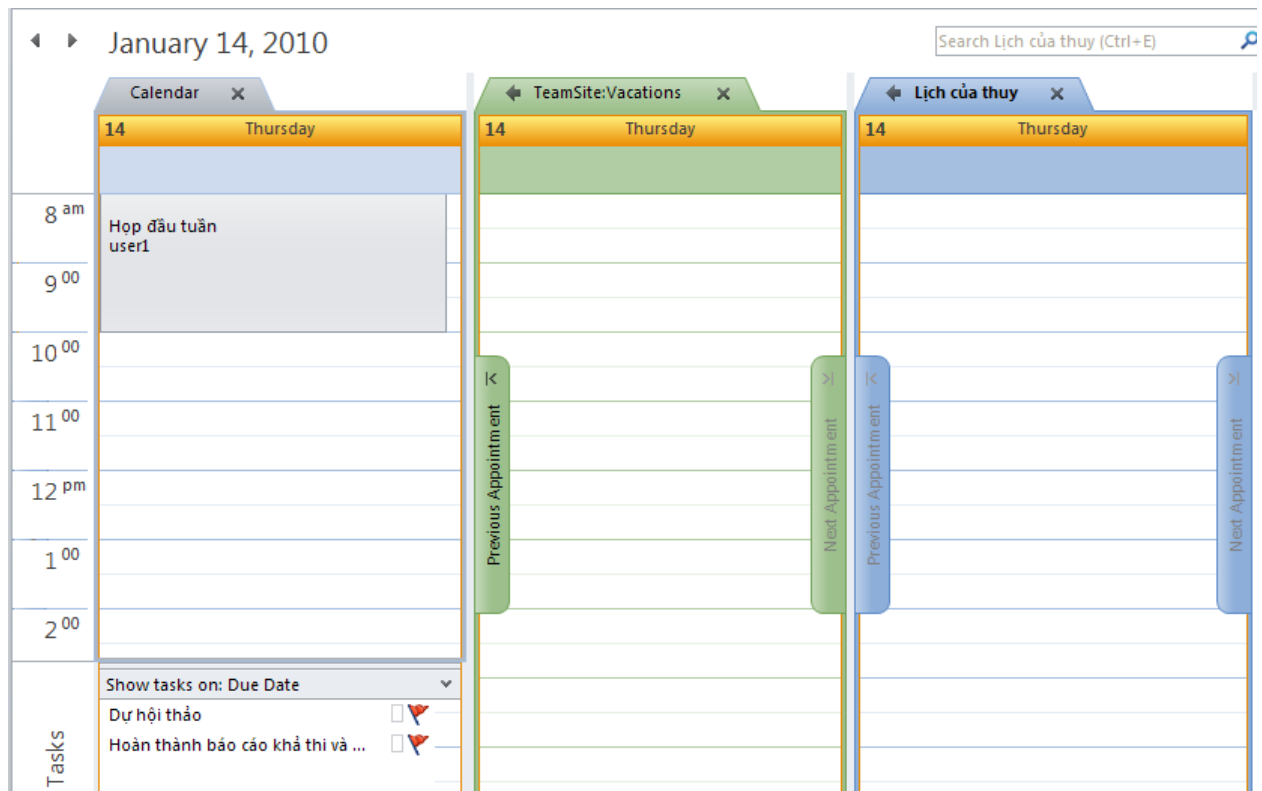 January 14, 2010
Search Lịch của thuy (Ctrl+E)
Calendar
TeamSite:Vacations
Lịch của thuy
14 Thursday
14 Thursday
14 Thursday
8 am
Họp đầu tuần
user1
9 00
10 00
11 00
12 pm
1 00
2 00
Previous Appointment
Next Appointment
Previous Appointment
Next Appointment
Show tasks on: Due Date
Tasks
Dự hội thảo
Hoàn thành báo cáo khả thi và ...